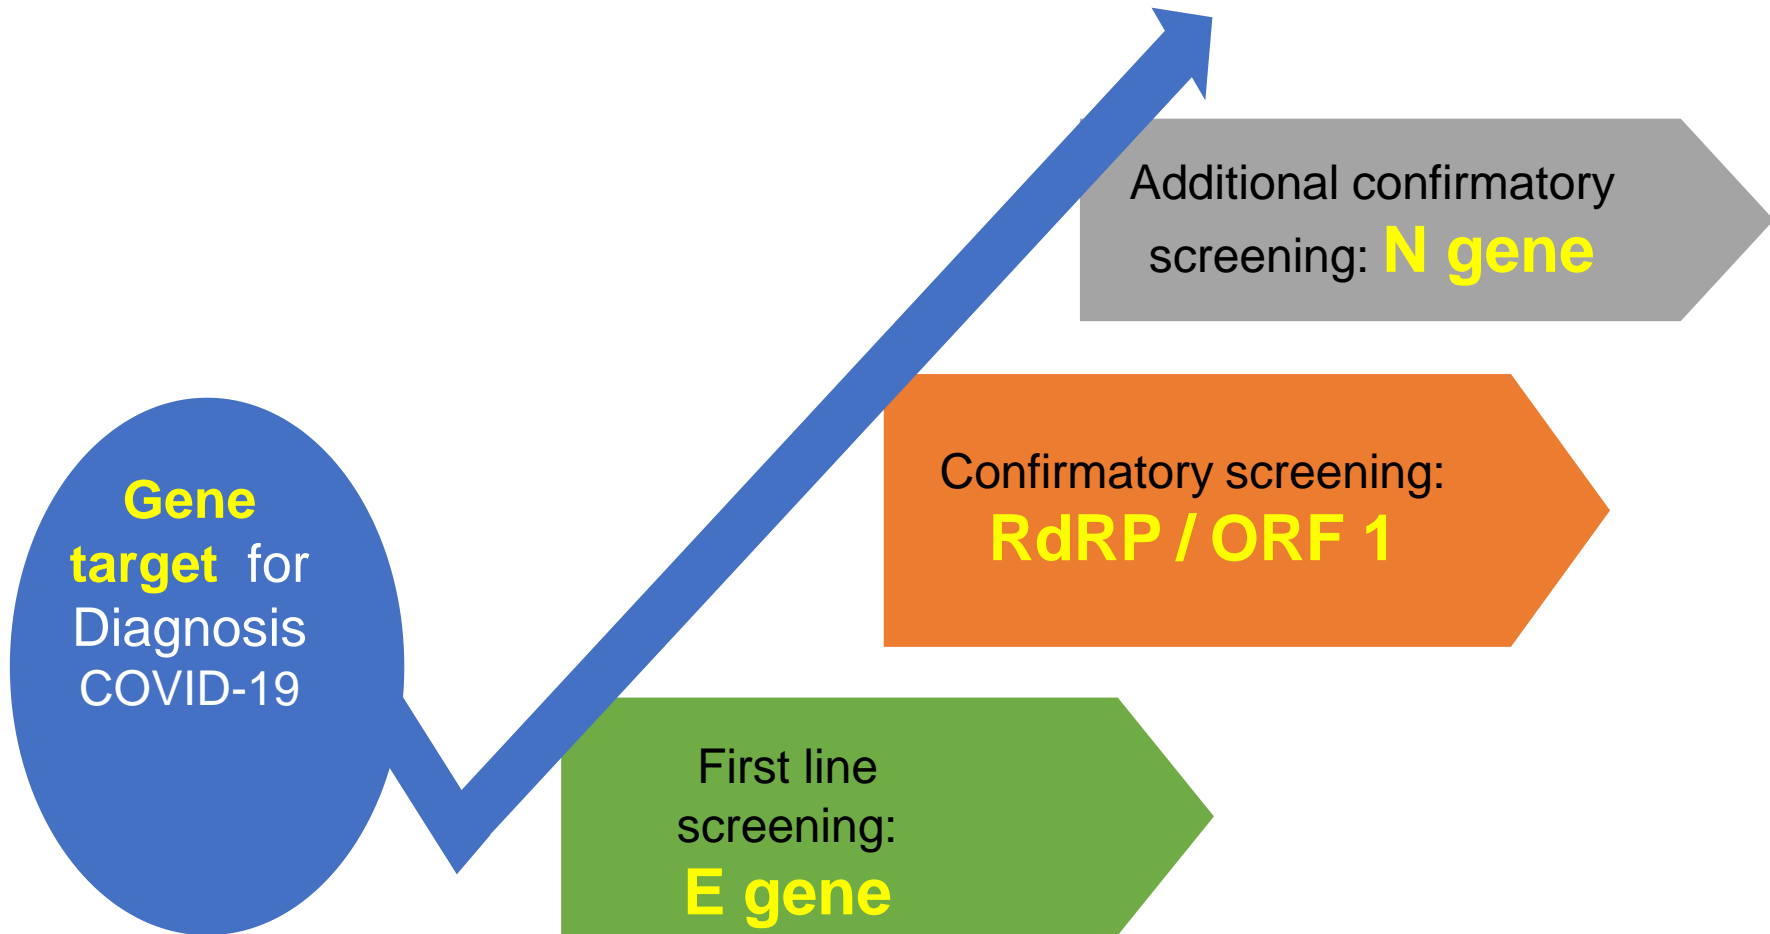 Gene
target for
Diagnosis
COVID-19
Additional confirmatory
screening: N gene
Confirmatory screening:
RdRP / ORF 1
First line
screening:
E gene